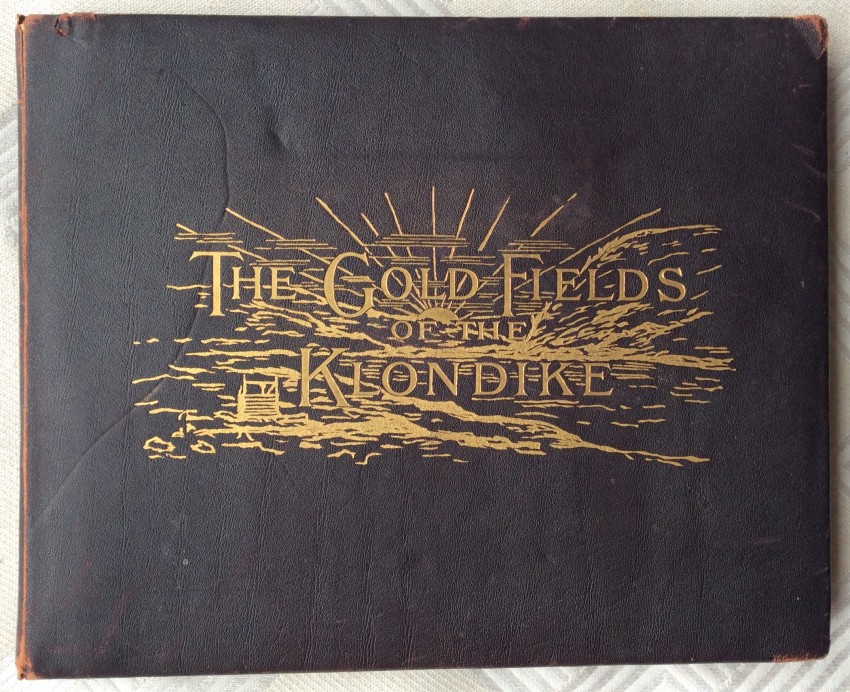 The Gold Fields
of the
Klondike